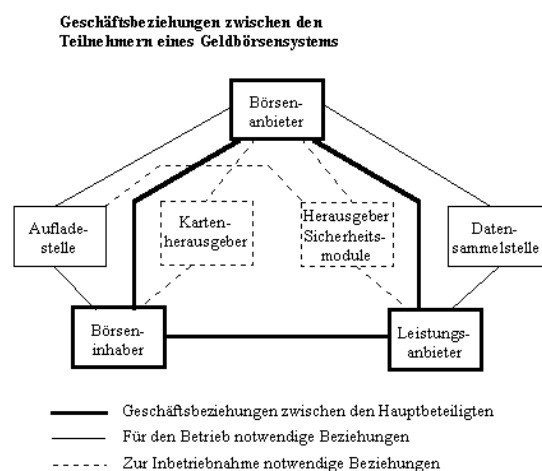 Geschäftsbeziehungen zwischen den
Teilnehmern eines Geldbörsensystems
Börsen-
anbieter
Auflade-
stelle
Karten-
herausgeber
Herausgeber
Sicherheits-
module
Daten-
sammelstelle
Börsen-
inhaber
Leistungs-
anbieter
Geschäftsbeziehungen zwischen den Hauptbeteiligten
Für den Betrieb notwendige Beziehungen
Zur Inbetriebnahme notwendige Beziehungen